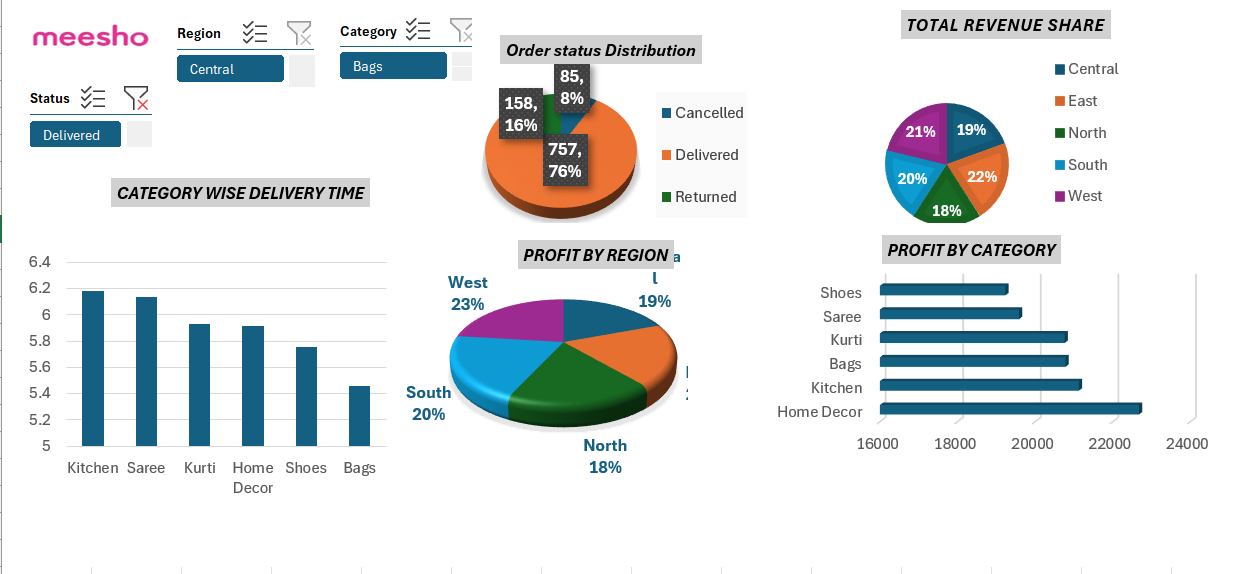 meesho
Region
Central
Category
Bags
Status
Delivered
Order status Distribution
85,
8%
158,
16%
757,
76%
Cancelled
Delivered
Returned
TOTAL REVENUE SHARE
21%
19%
20%
22%
18%
Central
East
North
South
West
CATEGORY WISE DELIVERY TIME
6.4
6.2
6
5.8
5.6
5.4
5.2
5
Kitchen
Saree
Kurti
Home
Decor
Shoes
Bags
PROFIT BY REGION
a
l
19%
West
23%
South
20%
North
18%
PROFIT BY CATEGORY
Shoes
Saree
Kurti
Bags
Kitchen
Home Decor
16000
18000
20000
22000
24000